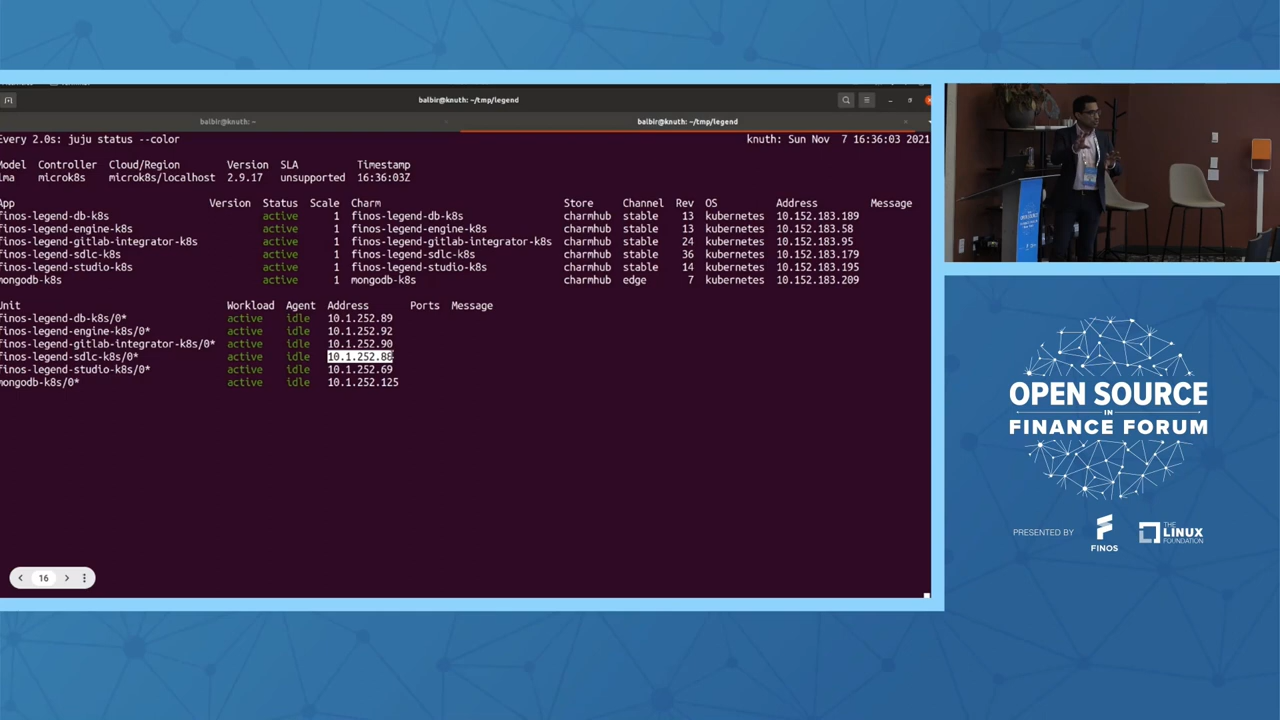 balbir@knuth: ~/tmp/legend
balbir@knuth: ~
balbir@knuth: ~/tmp/legend
Every 2.0s: juju status --color
knuth: Sun Nov 7 16:36:03 2021
Model Controller Cloud/Region Version SLA Timestamp
lma microk8s microk8s/localhost 2.9.17 unsupported 16:36:03Z
App Version Status Scale Charm Store Channel Rev OS Address Message
finos-legend-db-k8s active 1 finos-legend-db-k8s charmhub stable 13 kubernetes 10.152.183.189
finos-legend-engine-k8s active 1 finos-legend-engine-k8s charmhub stable 13 kubernetes 10.152.183.58
finos-legend-gitlab-integrator-k8s active 1 finos-legend-gitlab-integrator-k8s charmhub stable 24 kubernetes 10.152.183.95
finos-legend-sdlc-k8s active 1 finos-legend-sdlc-k8s charmhub stable 36 kubernetes 10.152.183.179
finos-legend-studio-k8s active 1 finos-legend-studio-k8s charmhub stable 14 kubernetes 10.152.183.195
mongodb-k8s active 1 mongodb-k8s charmhub edge 7 kubernetes 10.152.183.209
Unit Workload Agent Address Ports Message
finos-legend-db-k8s/0* active idle 10.1.252.89
finos-legend-engine-k8s/0* active idle 10.1.252.92
finos-legend-gitlab-integrator-k8s/0* active idle 10.1.252.90
finos-legend-sdlc-k8s/0* active idle 10.1.252.88
finos-legend-studio-k8s/0* active idle 10.1.252.69
mongodb-k8s/0* active idle 10.1.252.125
16
OPEN SOURCE
IN
FINANCE FORUM
PRESENTED BY
FINOS
THE
LINUX
FOUNDATION